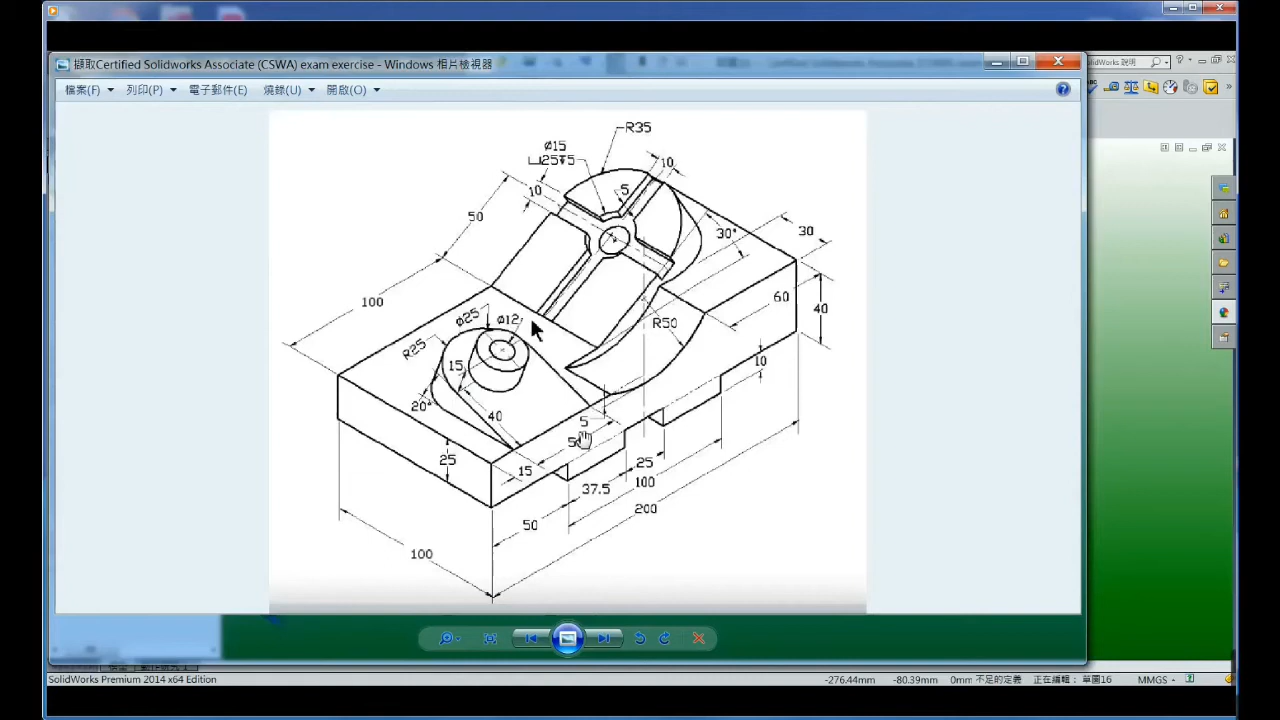 擷取Certified Solidworks Associate (CSWA) exam exercise - Windows 相片檢視器
檔案(F) 列印(P) 電子郵件(E) 燒錄(U) 開啟(O)
SolidWorks 說明
R35
Ø15
⌴25↧5
10
10
5
50
30°
30
100
60
40
Ø25
Ø12
R50
R25
15
10
20°
40
5
25
15
25
37.5
100
50
200
100
SolidWorks Premium 2014 x64 Edition
-276.44mm -80.39mm 0mm 不足的定義 正在編輯： 草圖16 MMGS